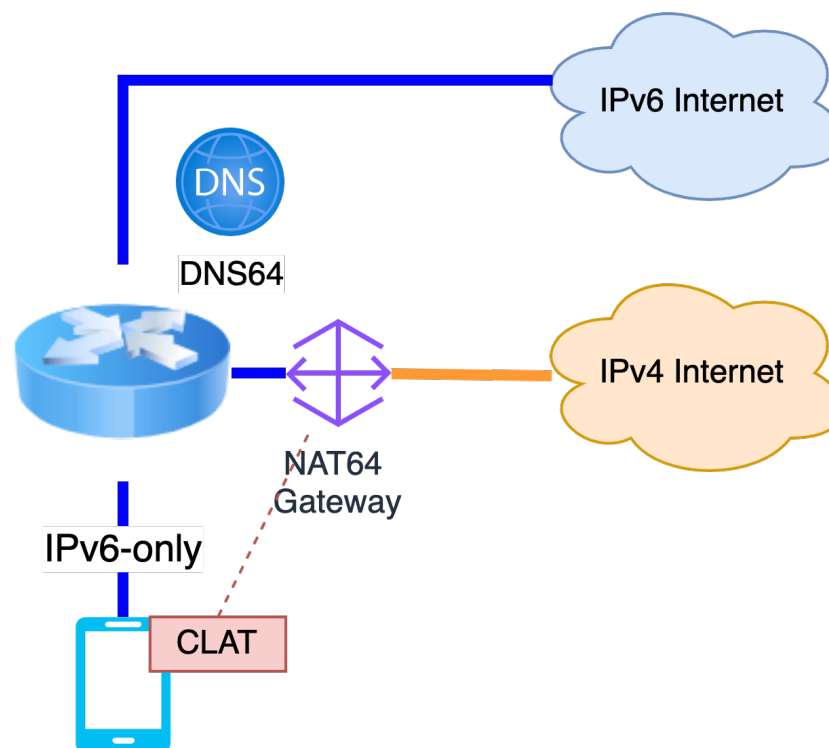 IPv6 Internet
DNS
DNS64
IPv4 Internet
NAT64
Gateway
IPv6-only
CLAT